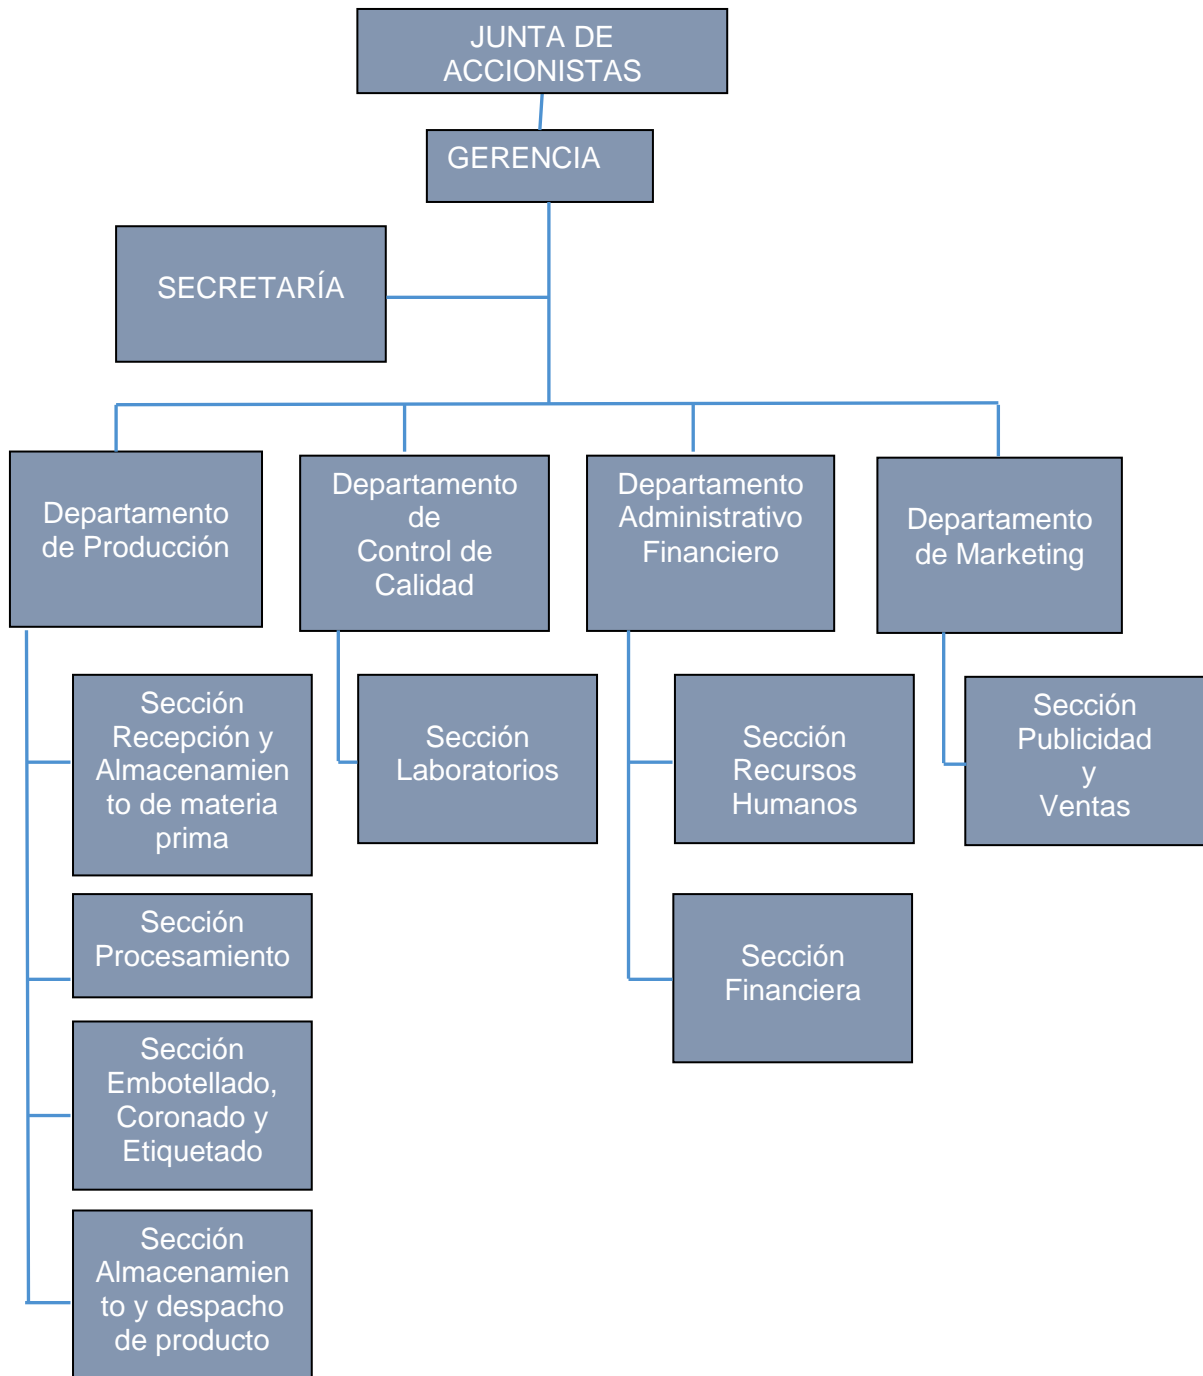 JUNTA DE
ACCIONISTAS
GERENCIA
SECRETARÍA
Departamento
de Producción
Departamento
de
Control de
Calidad
Departamento
Administrativo
Financiero
Departamento
de Marketing
Sección
Recepción y
Almacenamien
to de materia
prima
Sección
Laboratorios
Sección
Recursos
Humanos
Sección
Publicidad
y
Ventas
Sección
Procesamiento
Sección
Financiera
Sección
Embotellado,
Coronado y
Etiquetado
Sección
Almacenamien
to y despacho
de producto